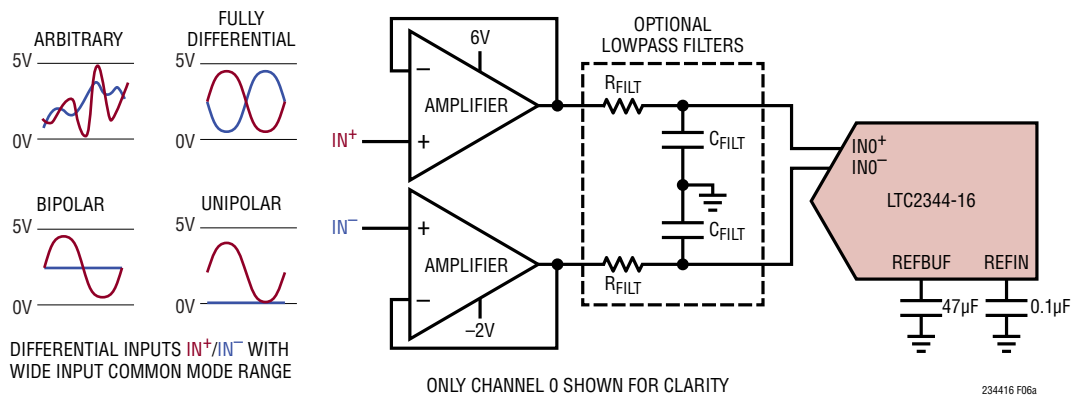 ARBITRARY
5V
0V
FULLY
DIFFERENTIAL
5V
0V
BIPOLAR
5V
0V
UNIPOLAR
5V
0V
DIFFERENTIAL INPUTS IN+/IN− WITH
WIDE INPUT COMMON MODE RANGE
6V
−
AMPLIFIER
IN+
+
IN−
+
AMPLIFIER
−
−2V
OPTIONAL
LOWPASS FILTERS
RFILT
CFILT
CFILT
RFILT
IN0+
IN0−
LTC2344-16
REFBUF
REFIN
47µF
0.1µF
ONLY CHANNEL 0 SHOWN FOR CLARITY
234416 F06a